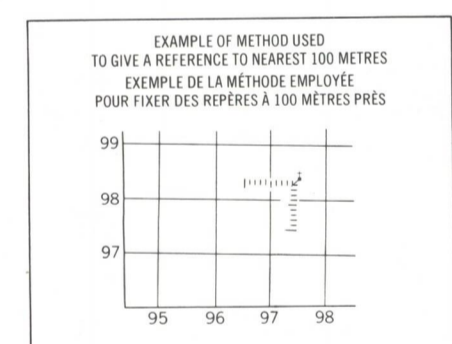 EXAMPLE OF METHOD USED
TO GIVE A REFERENCE TO NEAREST 100 METRES
EXEMPLE DE LA MÉTHODE EMPLOYÉE
POUR FIXER DES REPÈRES À 100 MÈTRES PRÈS
99
98
97
95 96 97 98